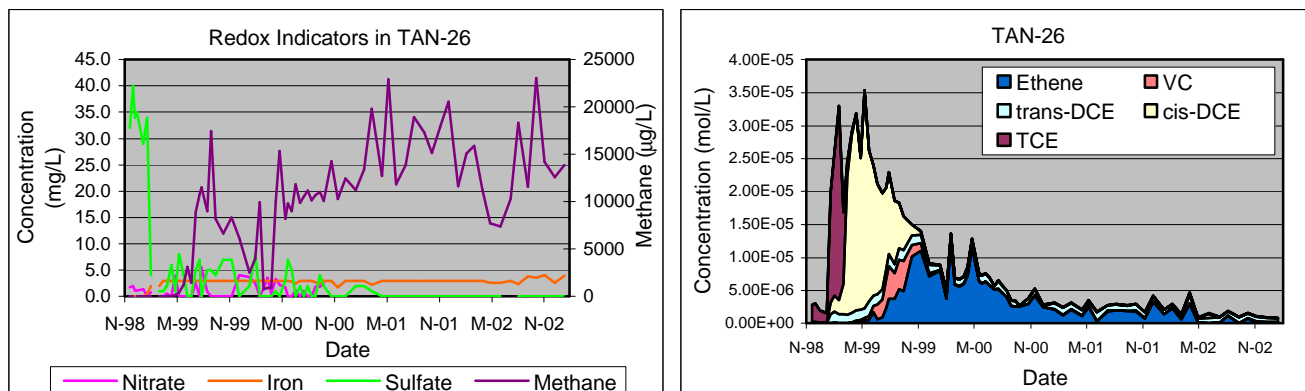 Redox Indicators in TAN-26
45.0
40.0
35.0
30.0
25.0
20.0
15.0
10.0
5.0
0.0
Concentration
(mg/L)
25000
20000
15000
10000
5000
0
Methane (µg/L)
N-98 M-99 N-99 M-00 N-00 M-01 N-01 M-02 N-02
Date
Nitrate Iron Sulfate Methane
TAN-26
4.00E-05
3.50E-05
3.00E-05
2.50E-05
2.00E-05
1.50E-05
1.00E-05
5.00E-06
0.00E+00
Concentration (mol/L)
Ethene VC
trans-DCE cis-DCE
TCE
N-98 M-99 N-99 M-00 N-00 M-01 N-01 M-02 N-02
Date